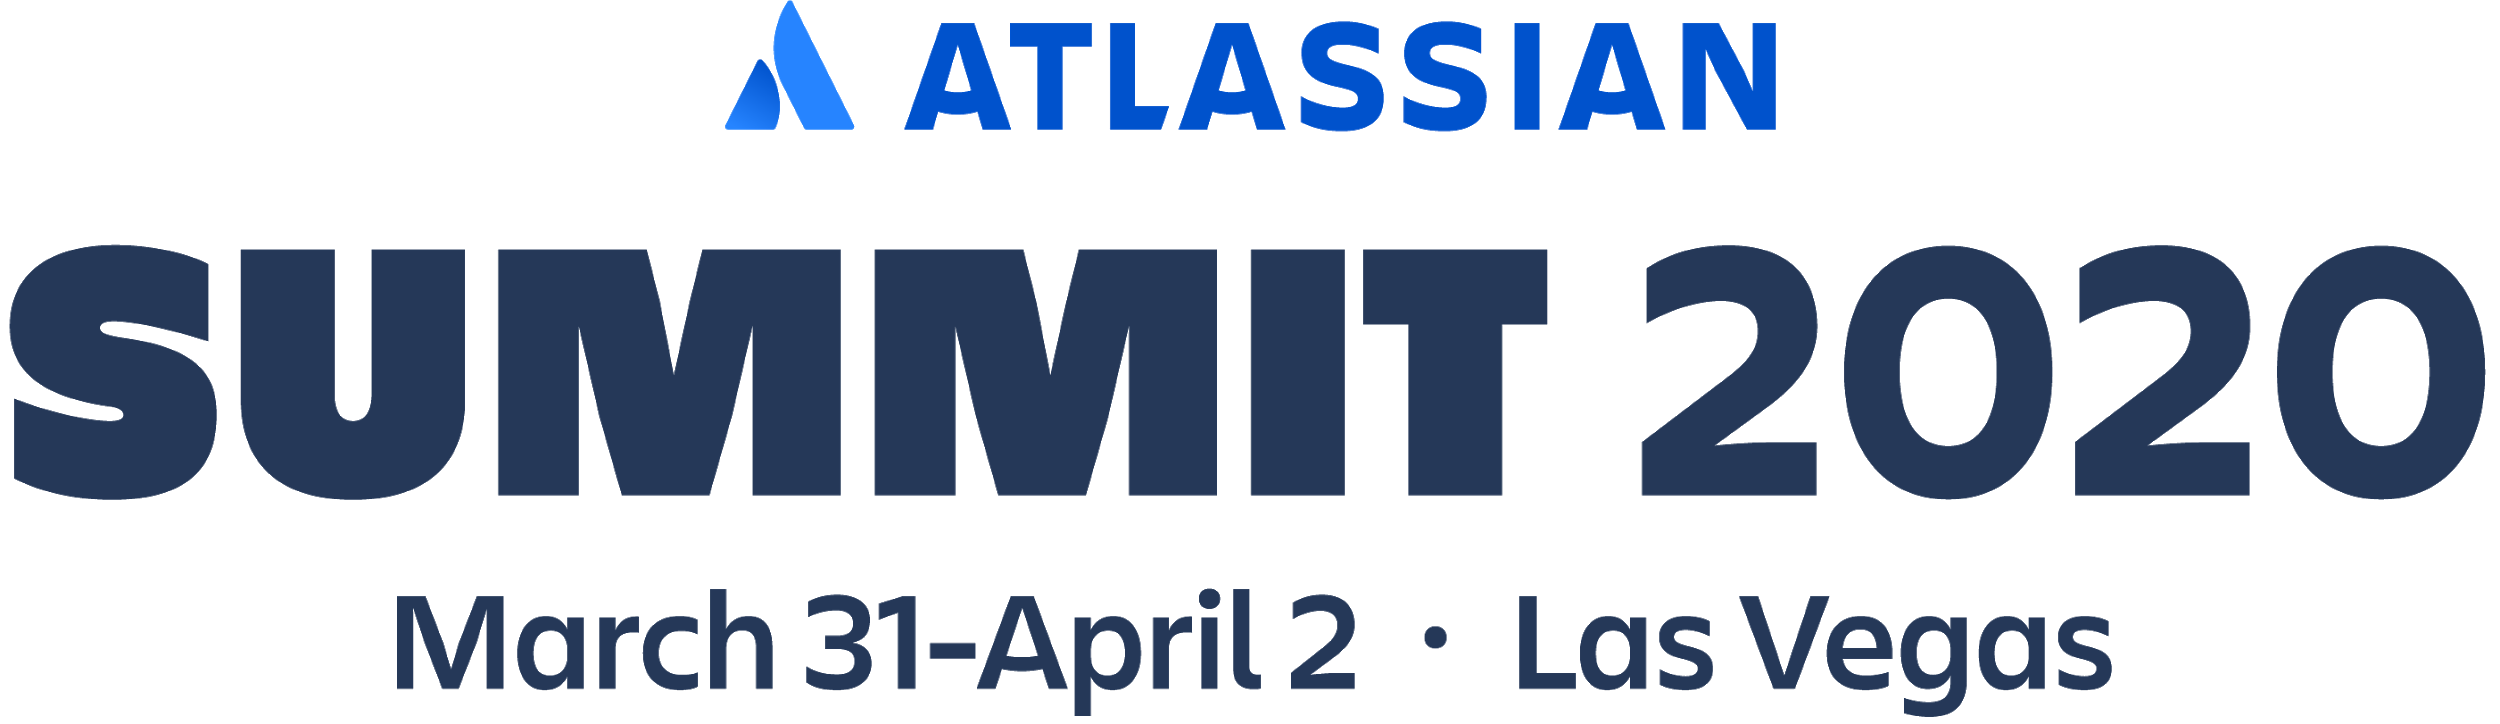 ATLASSIAN
SUMMIT 2020
March 31–April 2 · Las Vegas